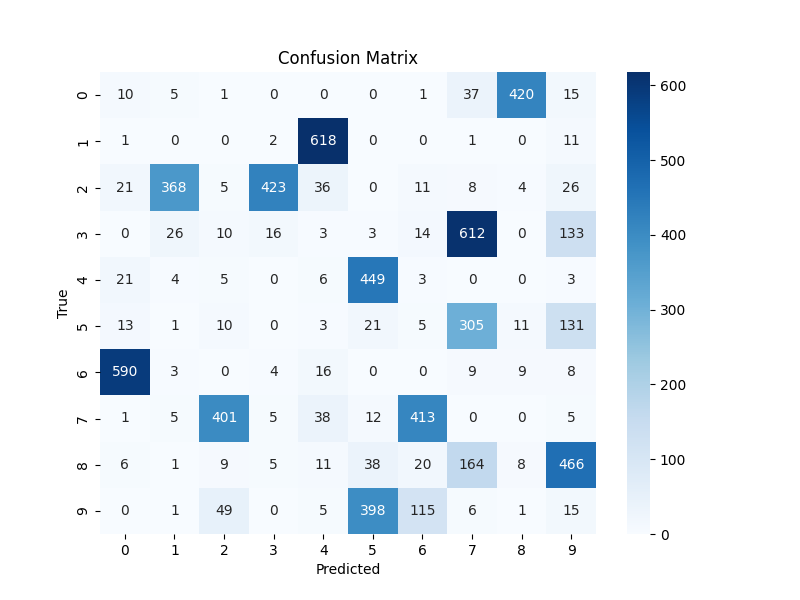 Confusion Matrix
0 10 5 1 0 0 0 1 37 420 15
1 1 0 0 2 618 0 0 1 0 11
2 21 368 5 423 36 0 11 8 4 26
3 0 26 10 16 3 3 14 612 0 133
4 21 4 5 0 6 449 3 0 0 3
5 13 1 10 0 3 21 5 305 11 131
6 590 3 0 4 16 0 0 9 9 8
7 1 5 401 5 38 12 413 0 0 5
8 6 1 9 5 11 38 20 164 8 466
9 0 1 49 0 5 398 115 6 1 15
0 1 2 3 4 5 6 7 8 9
Predicted
True
600
500
400
300
200
100
0